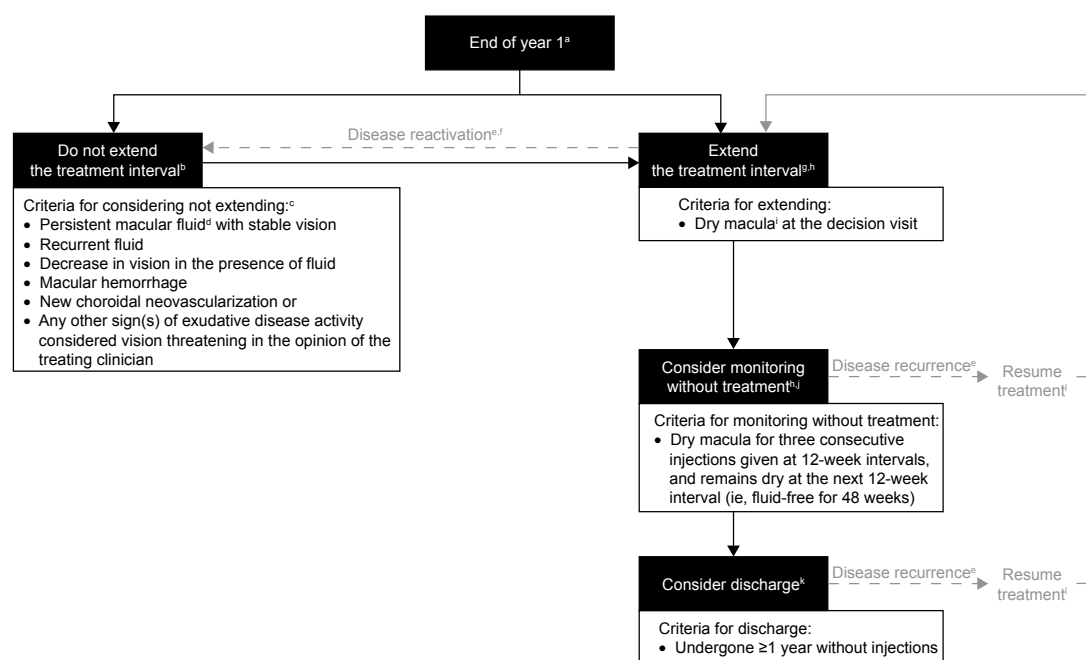 End of year 1ᵃ
Disease reactivationᵉ,ᶠ
Do not extend
the treatment intervalᵇ
Extend
the treatment intervalᵍ,ʰ
Criteria for considering not extending:ᶜ
• Persistent macular fluidᵈ with stable vision
• Recurrent fluid
• Decrease in vision in the presence of fluid
• Macular hemorrhage
• New choroidal neovascularization or
• Any other sign(s) of exudative disease activity
considered vision threatening in the opinion of the
treating clinician
Criteria for extending:
• Dry maculaⁱ at the decision visit
Consider monitoring
without treatmentʰ,ʲ
Disease recurrenceᵉ
Resume
treatmentˡ
Criteria for monitoring without treatment:
• Dry macula for three consecutive
injections given at 12-week intervals,
and remains dry at the next 12-week
interval (ie, fluid-free for 48 weeks)
Consider dischargeᵏ
Disease recurrenceᵉ
Resume
treatmentˡ
Criteria for discharge:
• Undergone ≥1 year without injections